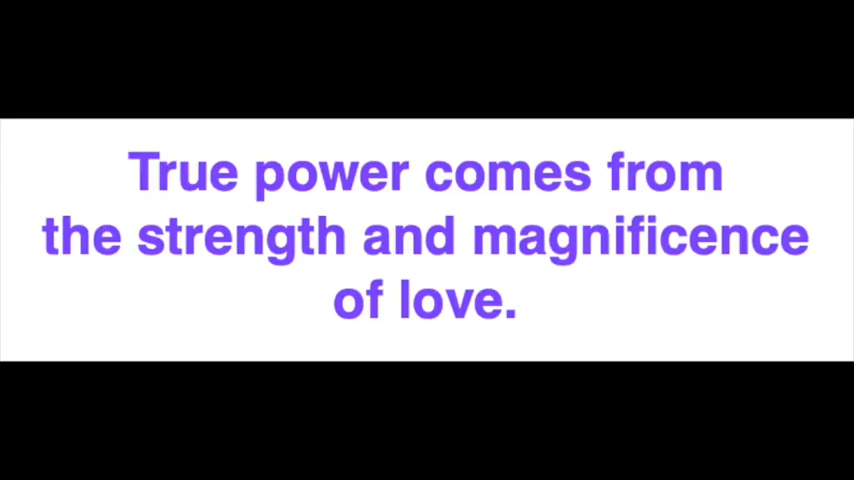 True power comes from
the strength and magnificence
of love.